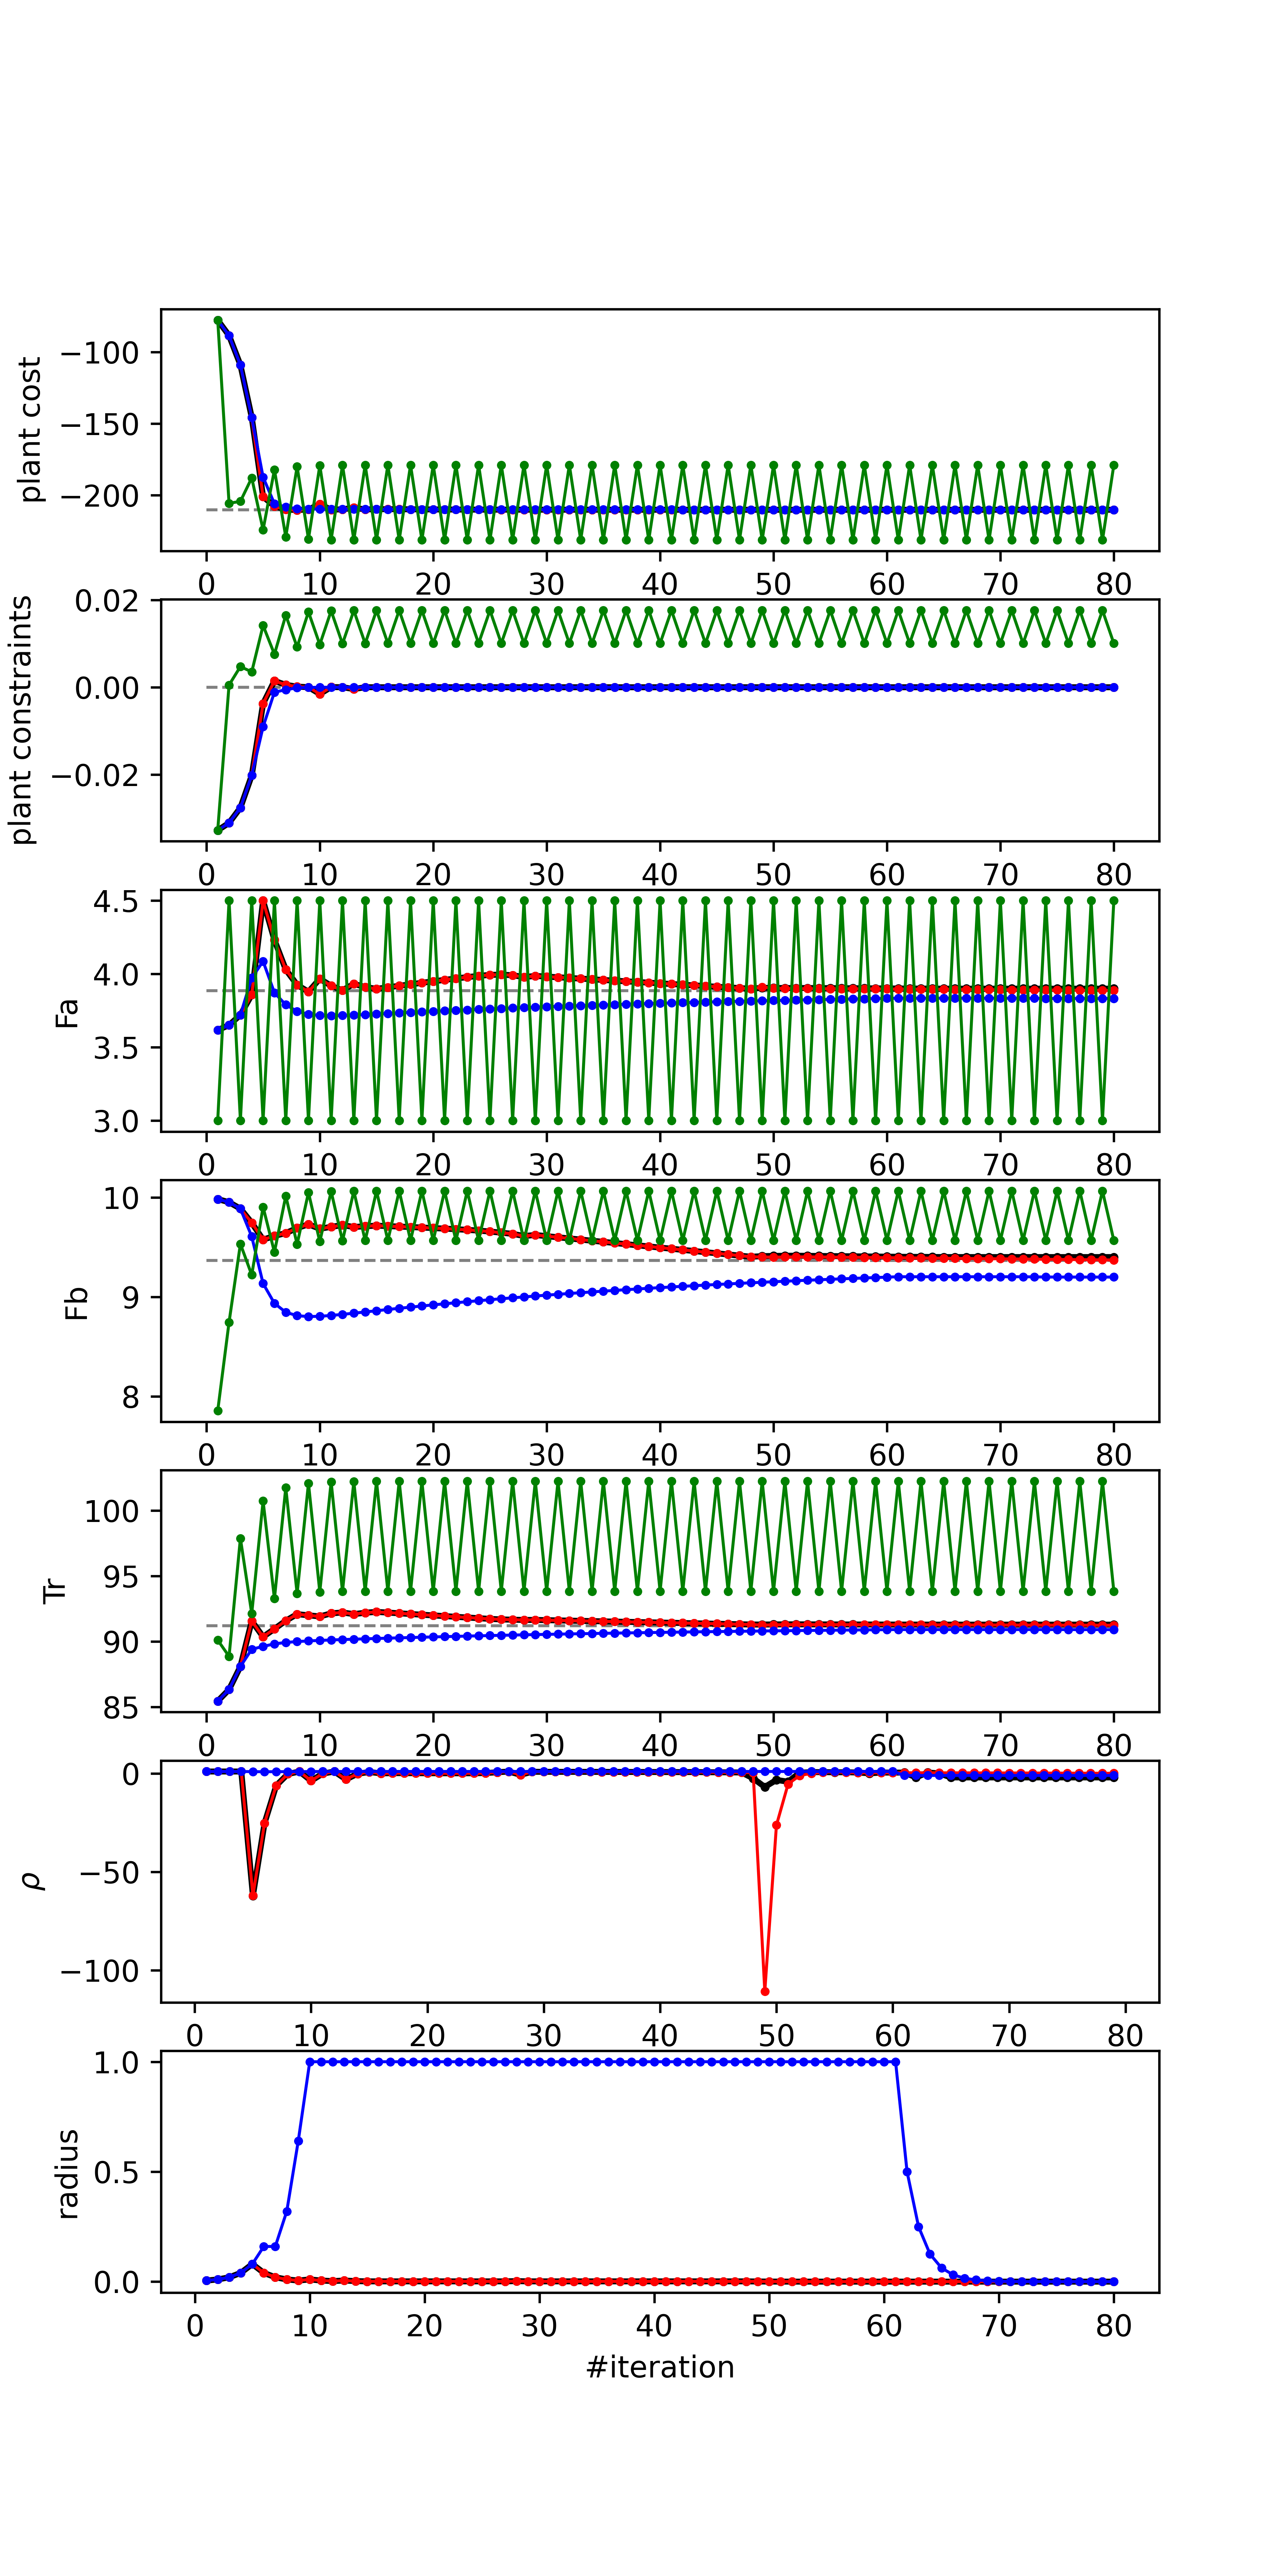 plant cost
−100
−150
−200
0 10 20 30 40 50 60 70 80
plant constraints
0.02
0.00
−0.02
0 10 20 30 40 50 60 70 80
Fa
4.5
4.0
3.5
3.0
0 10 20 30 40 50 60 70 80
Fb
10
9
8
0 10 20 30 40 50 60 70 80
Tr
100
95
90
85
0 10 20 30 40 50 60 70 80
ρ
0
−50
−100
0 10 20 30 40 50 60 70 80
radius
1.0
0.5
0.0
0 10 20 30 40 50 60 70 80
#iteration